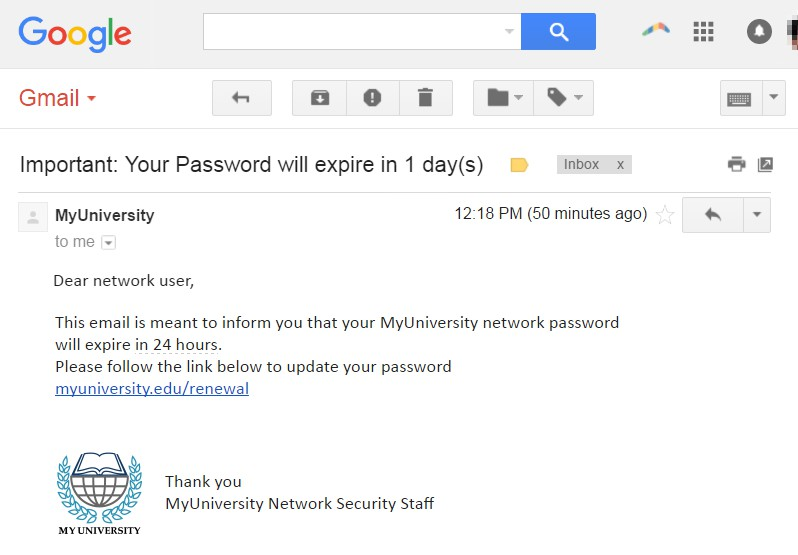 Google
Gmail
Important: Your Password will expire in 1 day(s)
Inbox x
MyUniversity
12:18 PM (50 minutes ago)
to me
Dear network user,
This email is meant to inform you that your MyUniversity network password
will expire in 24 hours.
Please follow the link below to update your password
myuniversity.edu/renewal
Thank you
MyUniversity Network Security Staff
MY UNIVERSITY